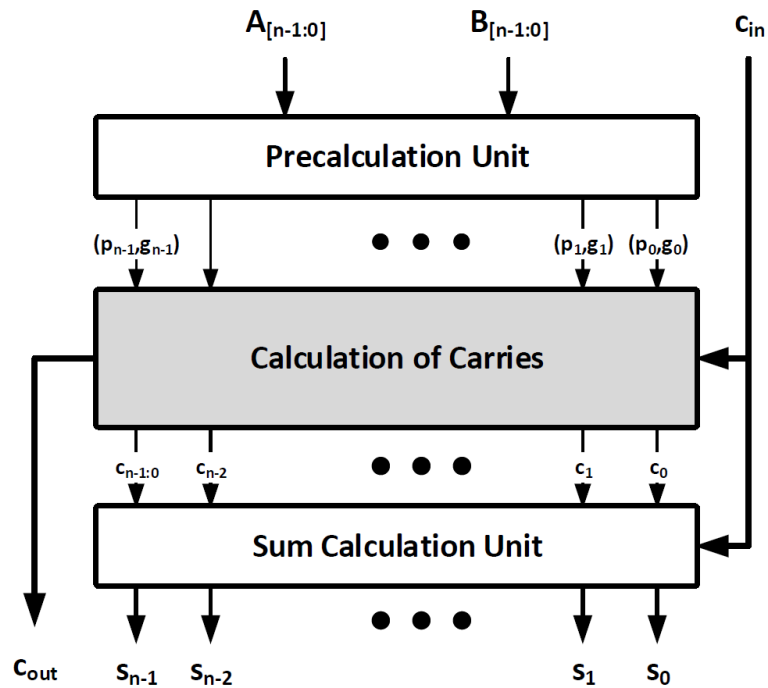 A[n-1:0] B[n-1:0] cin
Precalculation Unit
(pn-1,gn-1) (p1,g1) (p0,g0)
Calculation of Carries
cn-1:0 cn-2 c1 c0
Sum Calculation Unit
cout sn-1 sn-2 s1 s0